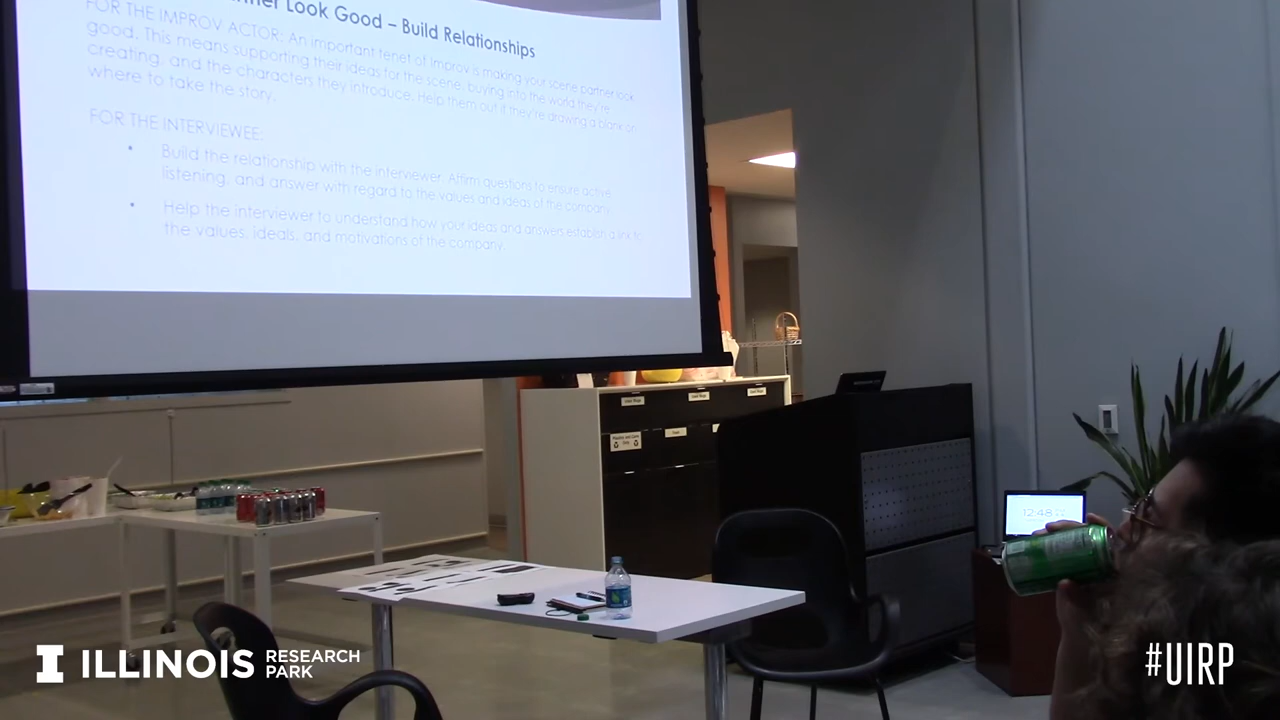 ner Look Good – Build Relationships
FOR THE IMPROV ACTOR: An important tenet of Improv is making your scene partner look
good. This means supporting their ideas for the scene, buying into the world they're
creating, and the characters they introduce. Help them out if they're drawing a blank on
where to take the story.
FOR THE INTERVIEWEE:
• Build the relationship with the interviewer. Affirm questions to ensure active
listening, and answer with regard to the values and ideas of the company.
• Help the interviewer to understand how your ideas and answers establish a link to
the values, ideals, and motivations of the company.
12:48
I ILLINOIS RESEARCH
PARK
#UIRP